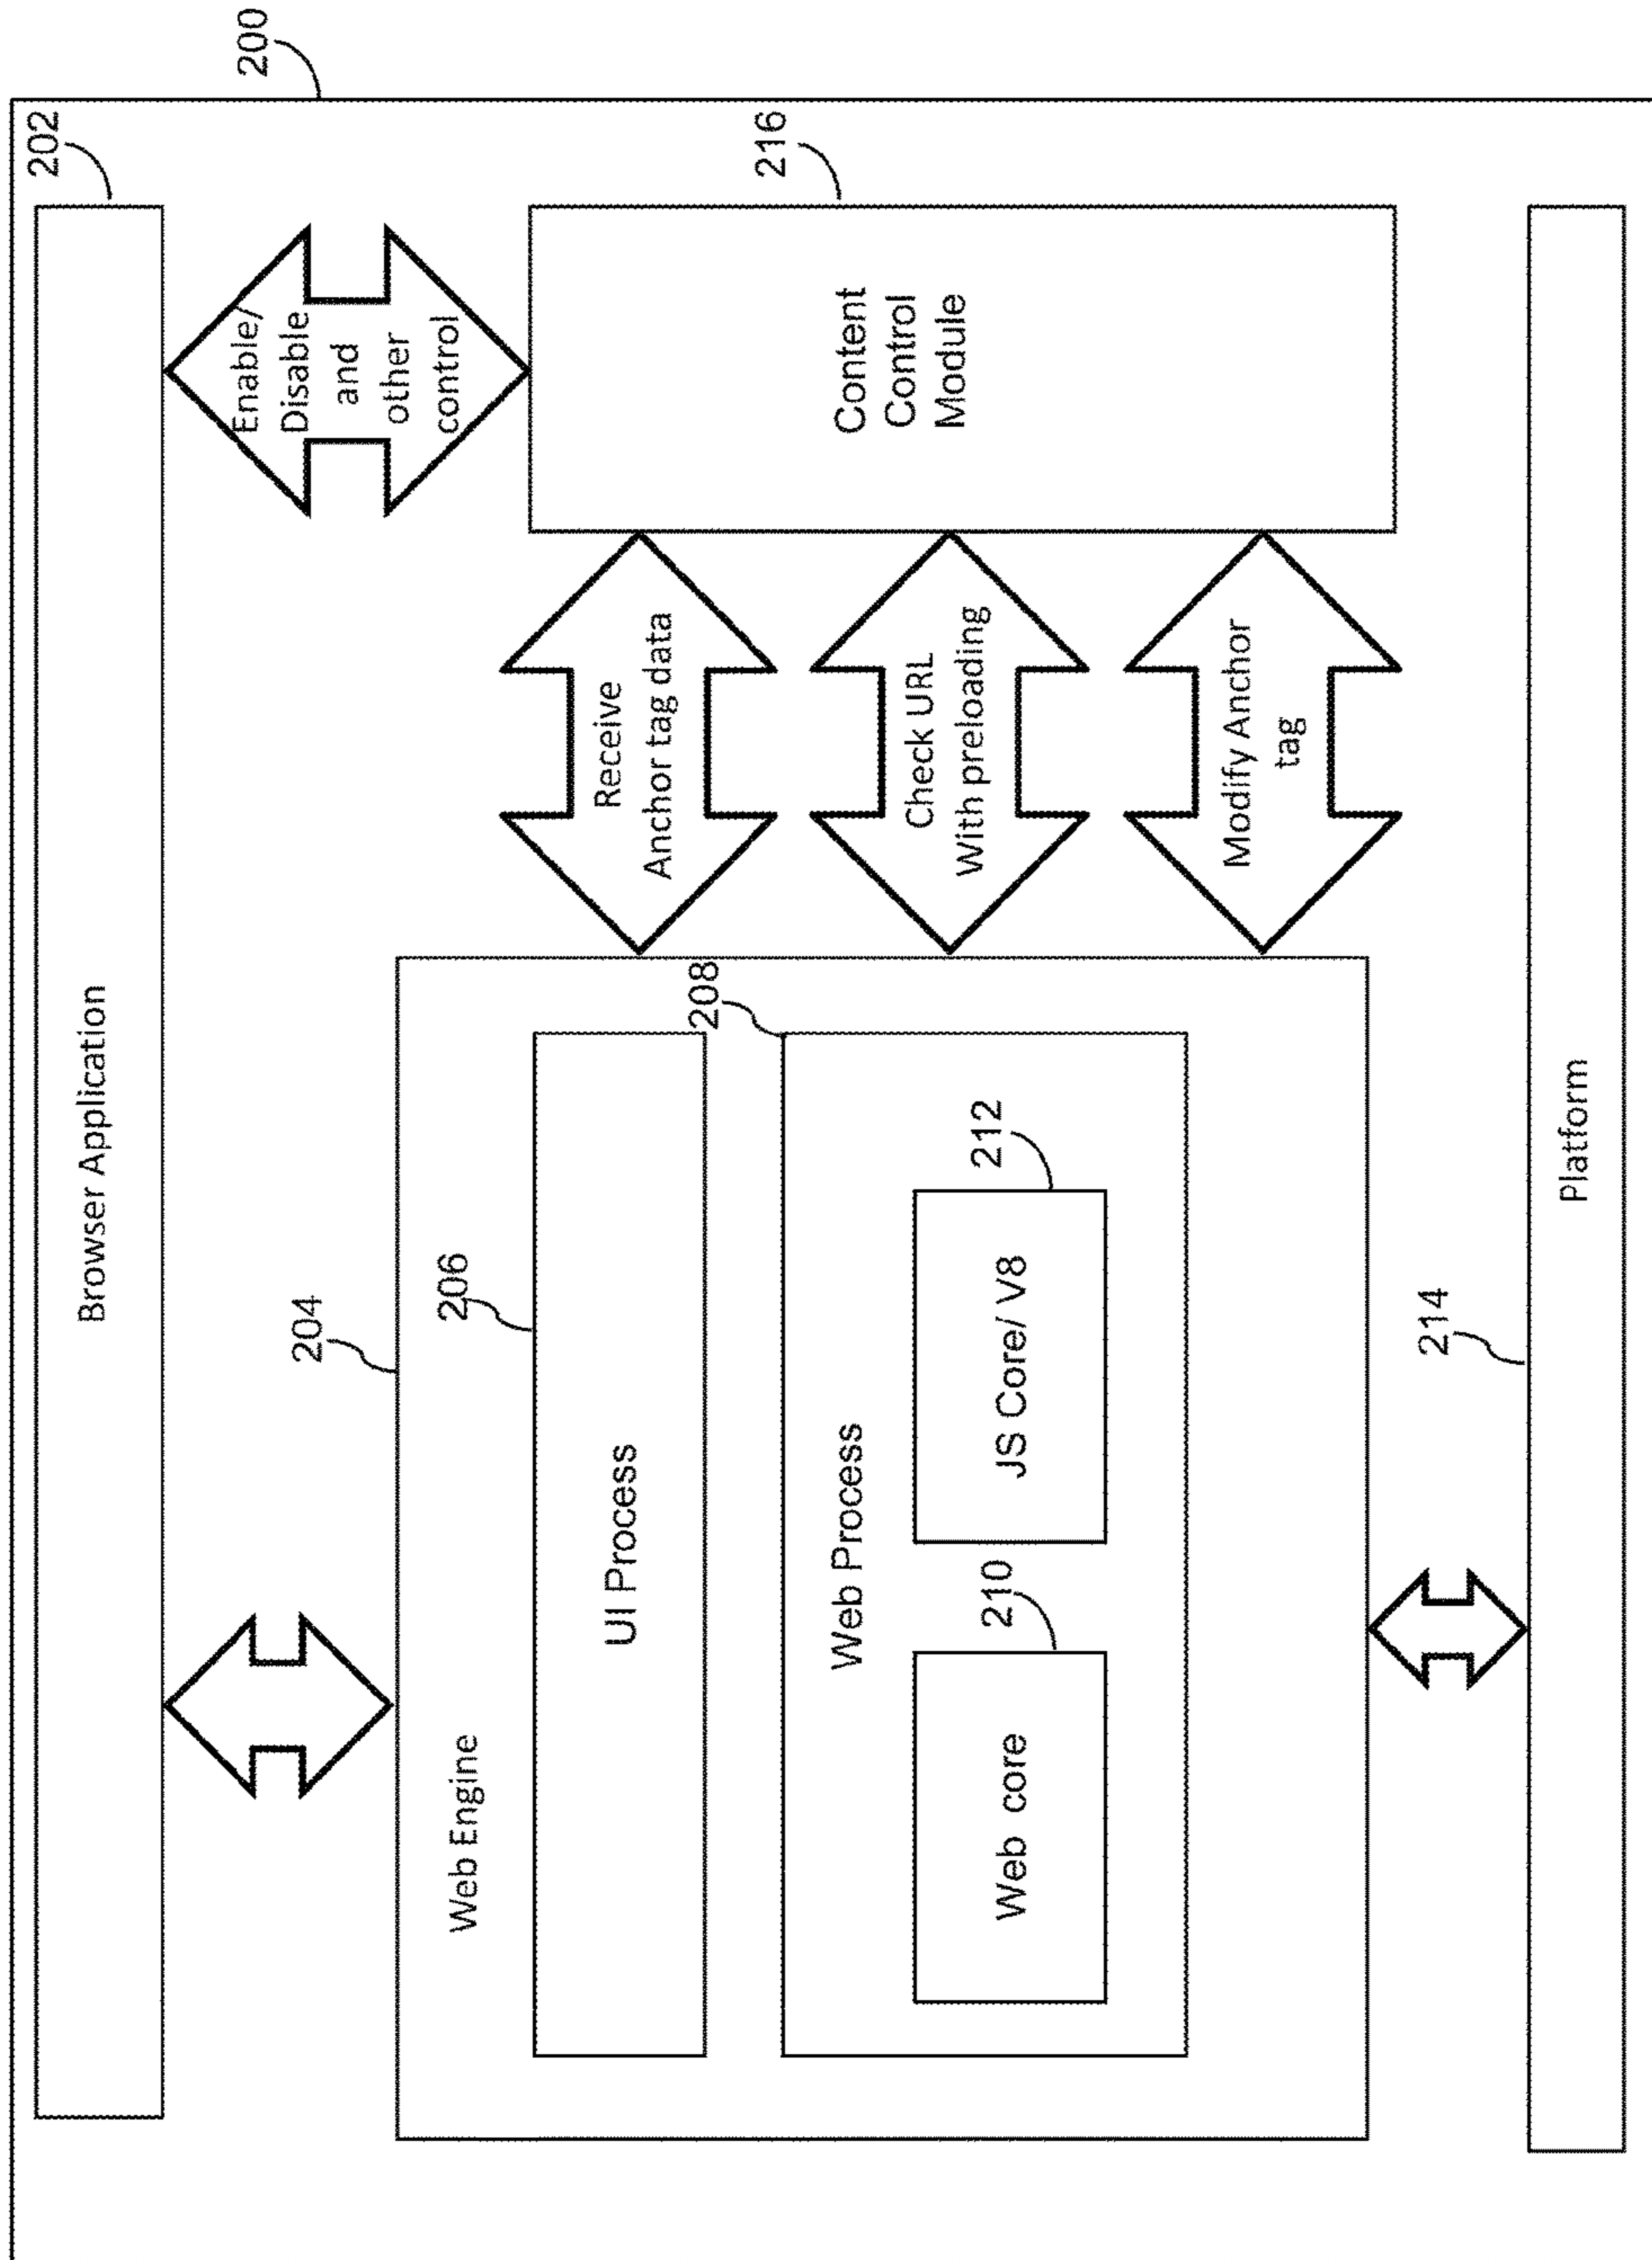 200
202
Browser Application
204
Web Engine
206
UI Process
208
Web Process
210
Web core
212
JS Core/ V8
Enable/
Disable
and
other
control
Receive
Anchor tag data
Check URL
With preloading
Modify Anchor
tag
216
Content
Control
Module
214
Platform